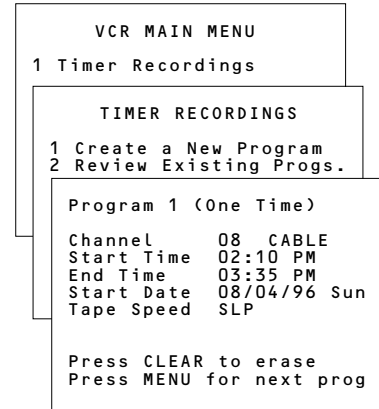 VCR MAIN MENU
1 Timer Recordings
TIMER RECORDINGS
1 Create a New Program
2 Review Existing Progs.
Program 1 (One Time)
Channel 08 CABLE
Start Time 02:10 PM
End Time 03:35 PM
Start Date 08/04/96 Sun
Tape Speed SLP
Press CLEAR to erase
Press MENU for next prog